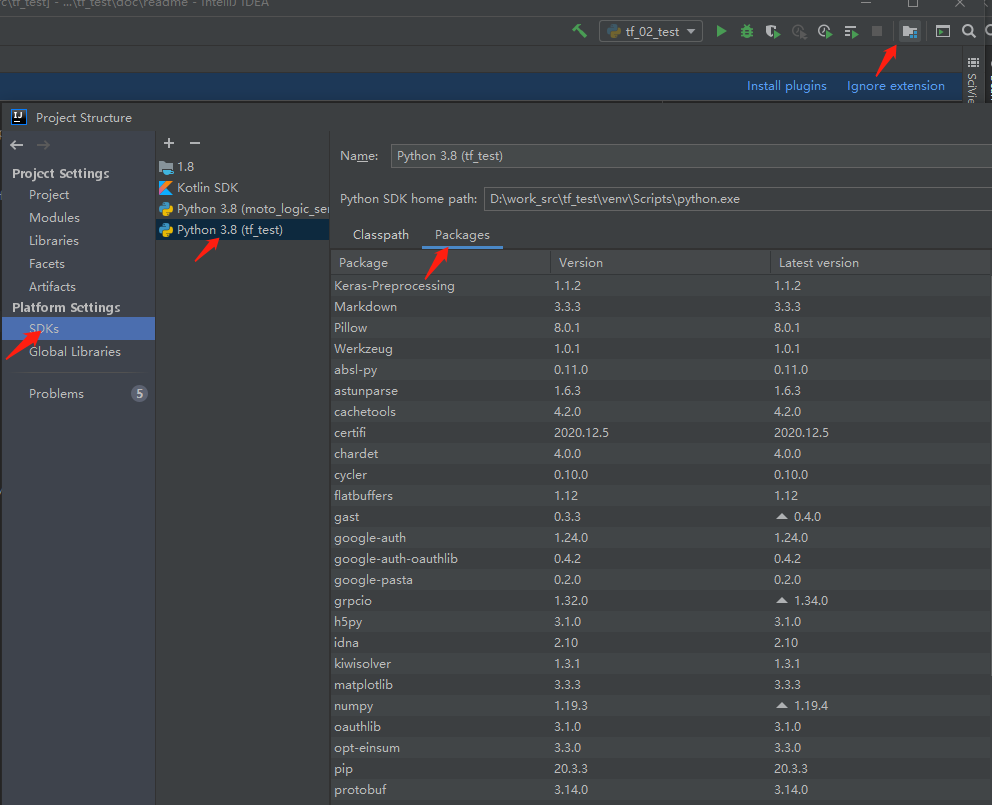 rc\tf_test] - ...\tf_test\doc\readme - IntelliJ IDEA
tf_02_test
Install plugins Ignore extension
SciVie
Project Structure
Project Settings
Project
Modules
Libraries
Facets
Artifacts
Platform Settings
SDKs
Global Libraries
Problems 5
1.8
Kotlin SDK
Python 3.8 (moto_logic_ser
Python 3.8 (tf_test)
Name: Python 3.8 (tf_test)
Python SDK home path: D:\work_src\tf_test\venv\Scripts\python.exe
Classpath Packages
Package Version Latest version
Keras-Preprocessing 1.1.2 1.1.2
Markdown 3.3.3 3.3.3
Pillow 8.0.1 8.0.1
Werkzeug 1.0.1 1.0.1
absl-py 0.11.0 0.11.0
astunparse 1.6.3 1.6.3
cachetools 4.2.0 4.2.0
certifi 2020.12.5 2020.12.5
chardet 4.0.0 4.0.0
cycler 0.10.0 0.10.0
flatbuffers 1.12 1.12
gast 0.3.3 0.4.0
google-auth 1.24.0 1.24.0
google-auth-oauthlib 0.4.2 0.4.2
google-pasta 0.2.0 0.2.0
grpcio 1.32.0 1.34.0
h5py 3.1.0 3.1.0
idna 2.10 2.10
kiwisolver 1.3.1 1.3.1
matplotlib 3.3.3 3.3.3
numpy 1.19.3 1.19.4
oauthlib 3.1.0 3.1.0
opt-einsum 3.3.0 3.3.0
pip 20.3.3 20.3.3
protobuf 3.14.0 3.14.0